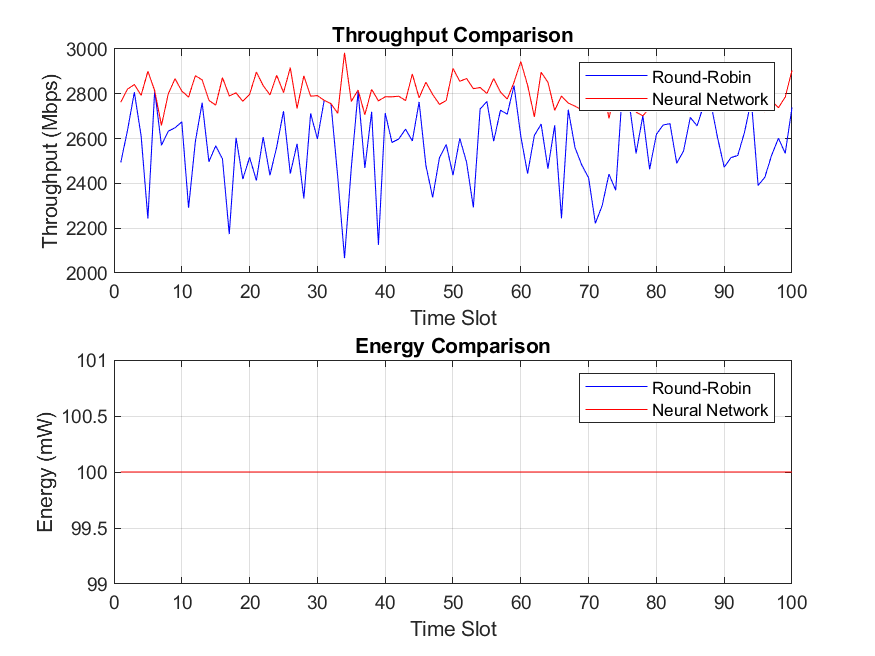 Throughput Comparison
3000
2800
2600
2400
2200
2000
Throughput (Mbps)
Round-Robin
Neural Network
0 10 20 30 40 50 60 70 80 90 100
Time Slot
Energy Comparison
101
100.5
100
99.5
99
Energy (mW)
Round-Robin
Neural Network
0 10 20 30 40 50 60 70 80 90 100
Time Slot